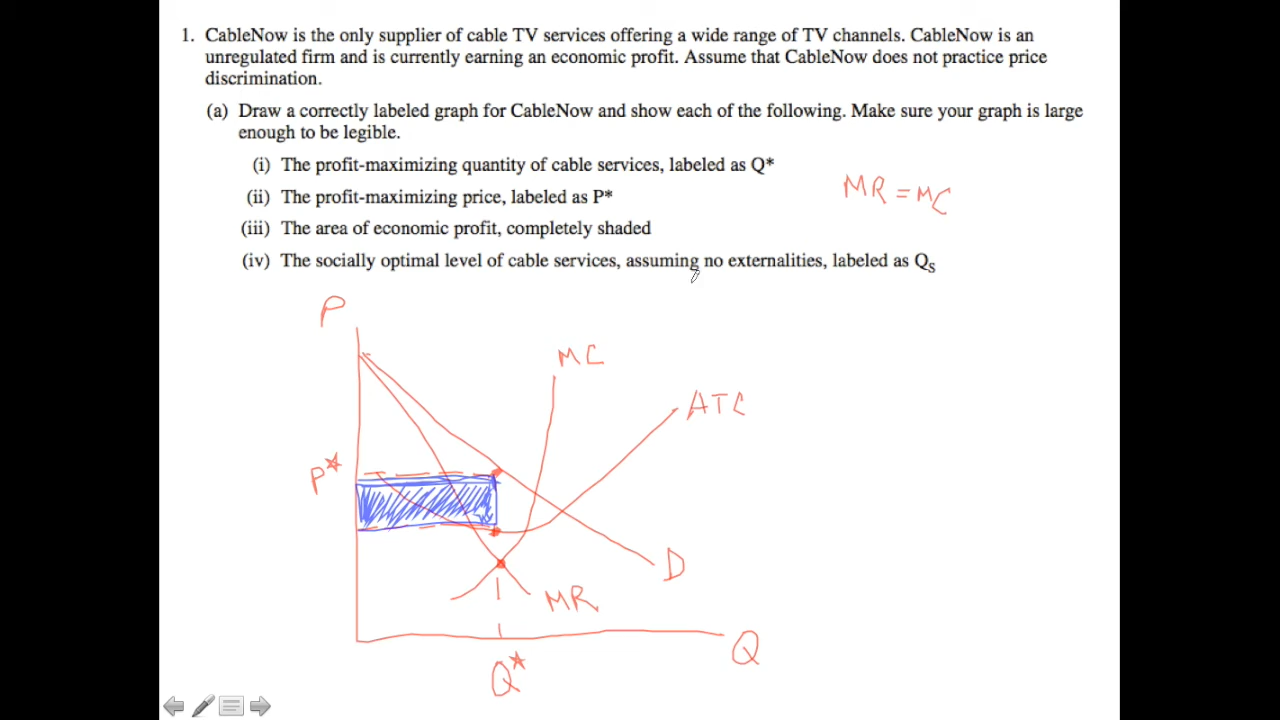 1. CableNow is the only supplier of cable TV services offering a wide range of TV channels. CableNow is an
unregulated firm and is currently earning an economic profit. Assume that CableNow does not practice price
discrimination.
(a) Draw a correctly labeled graph for CableNow and show each of the following. Make sure your graph is large
enough to be legible.
(i) The profit-maximizing quantity of cable services, labeled as Q*
(ii) The profit-maximizing price, labeled as P*
MR = MC
(iii) The area of economic profit, completely shaded
(iv) The socially optimal level of cable services, assuming no externalities, labeled as Qs
P
MC
ATC
P*
D
MR
Q
Q*